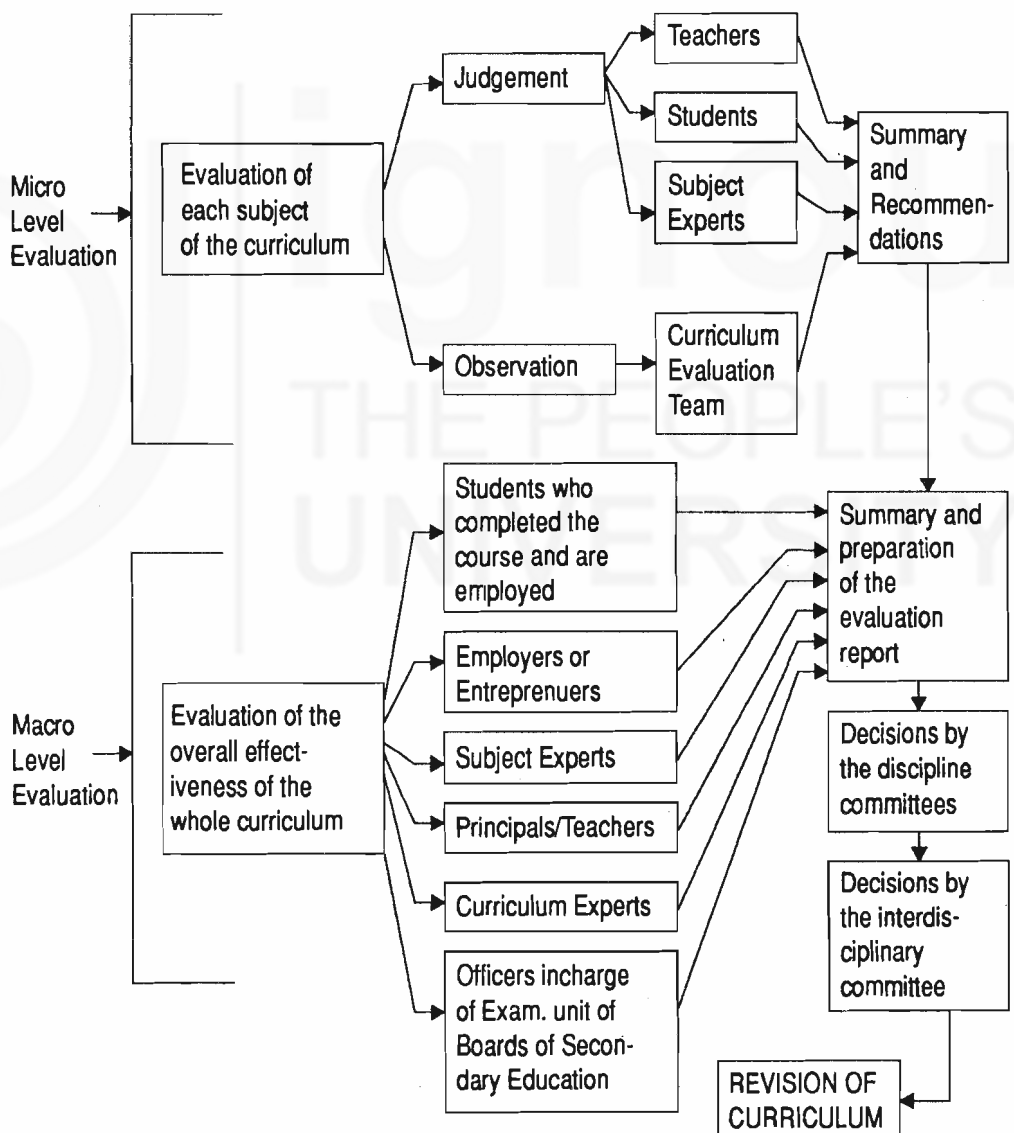 Micro
Level
Evaluation
Evaluation of
each subject
of the curriculum
Judgement
Observation
Teachers
Students
Subject
Experts
Curriculum
Evaluation
Team
Summary
and
Recommen-
dations
Macro
Level
Evaluation
Evaluation of the
overall effect-
iveness of the
whole curriculum
Students who
completed the
course and are
employed
Employers or
Entreprenuers
Subject Experts
Principals/Teachers
Curriculum Experts
Officers incharge
of Exam. unit of
Boards of Secon-
dary Education
Summary and
preparation
of the
evaluation
report
Decisions by
the discipline
committees
Decisions by
the interdis-
ciplinary
committee
REVISION OF
CURRICULUM
ignou
THE PEOPLE'S
UNIVERSITY